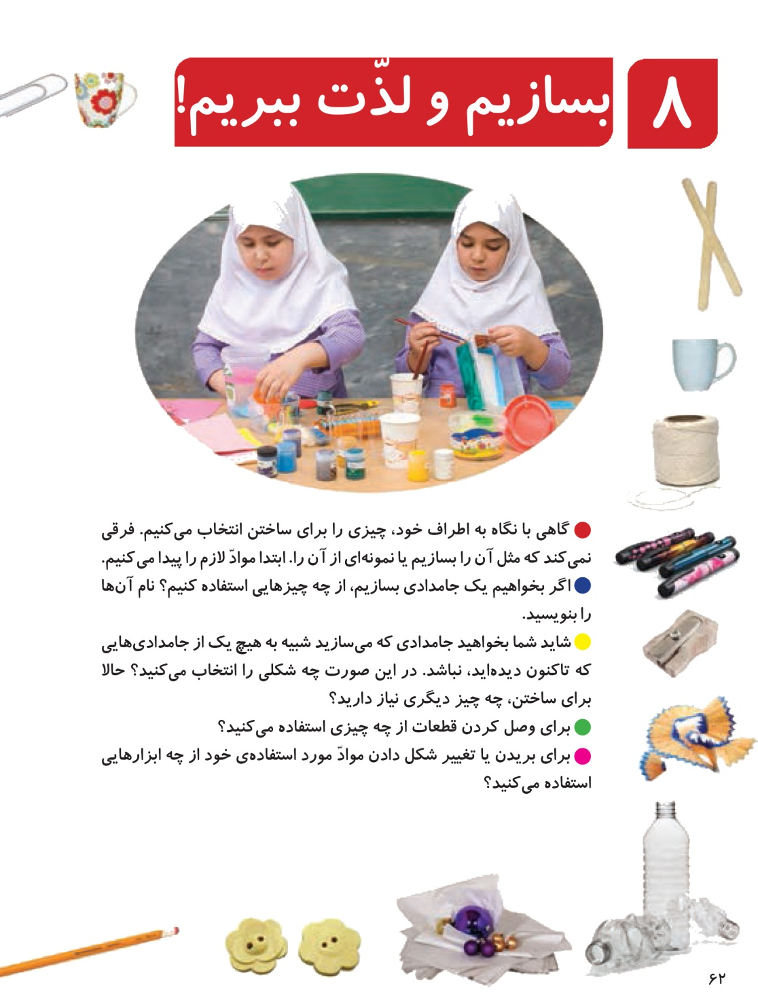 ۸
بسازیم و لذّت ببریم!
گاهی با نگاه به اطراف خود، چیزی را برای ساختن انتخاب می‌کنیم. فرقی
نمی‌کند که مثل آن را بسازیم یا نمونه‌ای از آن را. ابتدا موادّ لازم را پیدا می‌کنیم.
اگر بخواهیم یک جامدادی بسازیم، از چه چیزهایی استفاده کنیم؟ نام آن‌ها
را بنویسید.
شاید شما بخواهید جامدادی که می‌سازید شبیه به هیچ یک از جامدادی‌هایی
که تاکنون دیده‌اید، نباشد. در این صورت چه شکلی را انتخاب می‌کنید؟ حالا
برای ساختن، چه چیز دیگری نیاز دارید؟
برای وصل کردن قطعات از چه چیزی استفاده می‌کنید؟
برای بریدن یا تغییر شکل دادن موادّ مورد استفاده‌ی خود از چه ابزارهایی
استفاده می‌کنید؟
۶۲